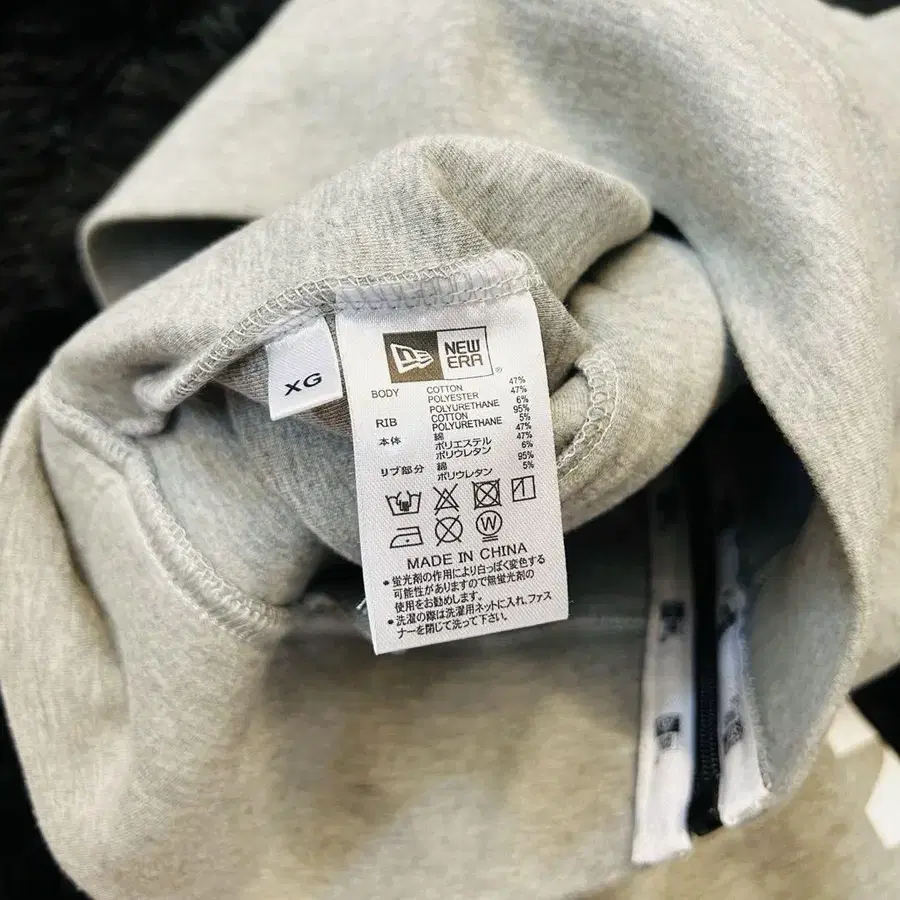 XG
NEW
ERA
®
BODY COTTON 47%
POLYESTER 47%
POLYURETHANE 6%
RIB COTTON 95%
POLYURETHANE 5%
本体 綿 47%
ポリエステル 47%
ポリウレタン 6%
リブ部分 綿 95%
ポリウレタン 5%
W
MADE IN CHINA
●蛍光剤の作用により白っぽく変色する
可能性がありますので無蛍光剤の
使用をお勧めします。
●洗濯の際は洗濯用ネットに入れ、ファス
ナーを閉じて洗って下さい。